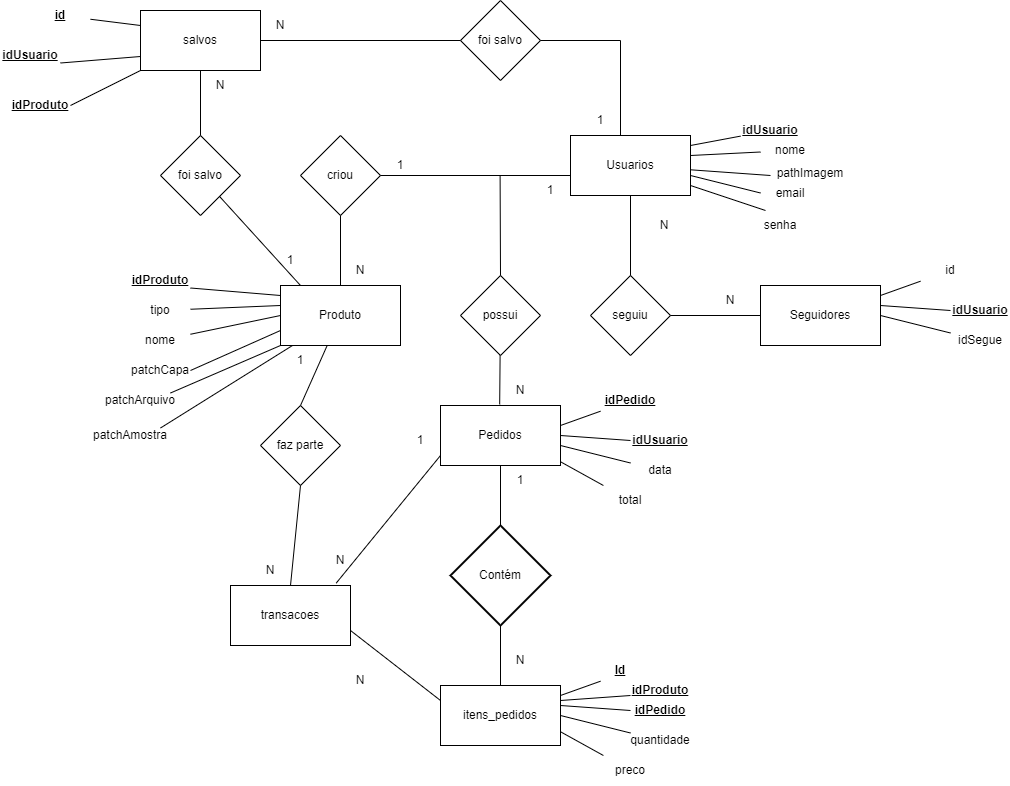 id
N
salvos
foi salvo
idUsuario
N
idProduto
1
idUsuario
nome
criou
1
Usuarios
foi salvo
pathImagem
1
email
senha
N
1
N
id
idProduto
N
tipo
Produto
possui
seguiu
Seguidores
idUsuario
nome
idSegue
1
patchCapa
N
patchArquivo
idPedido
patchAmostra
faz parte
1
Pedidos
idUsuario
data
1
total
N
N
Contém
transacoes
N
N
Id
idProduto
itens_pedidos
idPedido
quantidade
preco